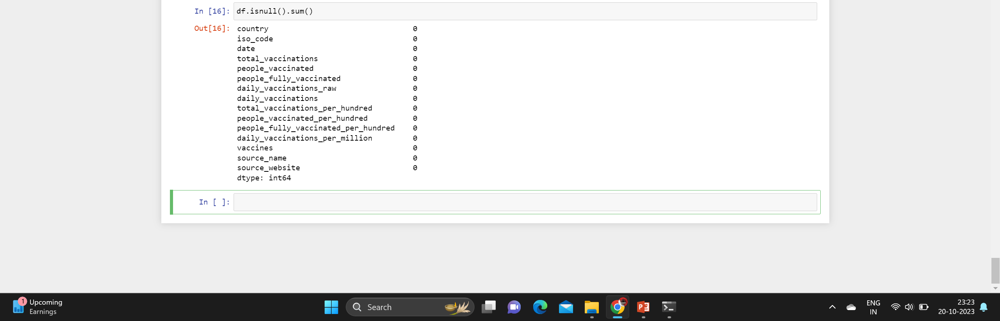 In [16]: df.isnull().sum()
Out[16]: country 0
iso_code 0
date 0
total_vaccinations 0
people_vaccinated 0
people_fully_vaccinated 0
daily_vaccinations_raw 0
daily_vaccinations 0
total_vaccinations_per_hundred 0
people_vaccinated_per_hundred 0
people_fully_vaccinated_per_hundred 0
daily_vaccinations_per_million 0
vaccines 0
source_name 0
source_website 0
dtype: int64
In [ ]:
1 Upcoming
Earnings
Search
ENG
IN
23:23
20-10-2023